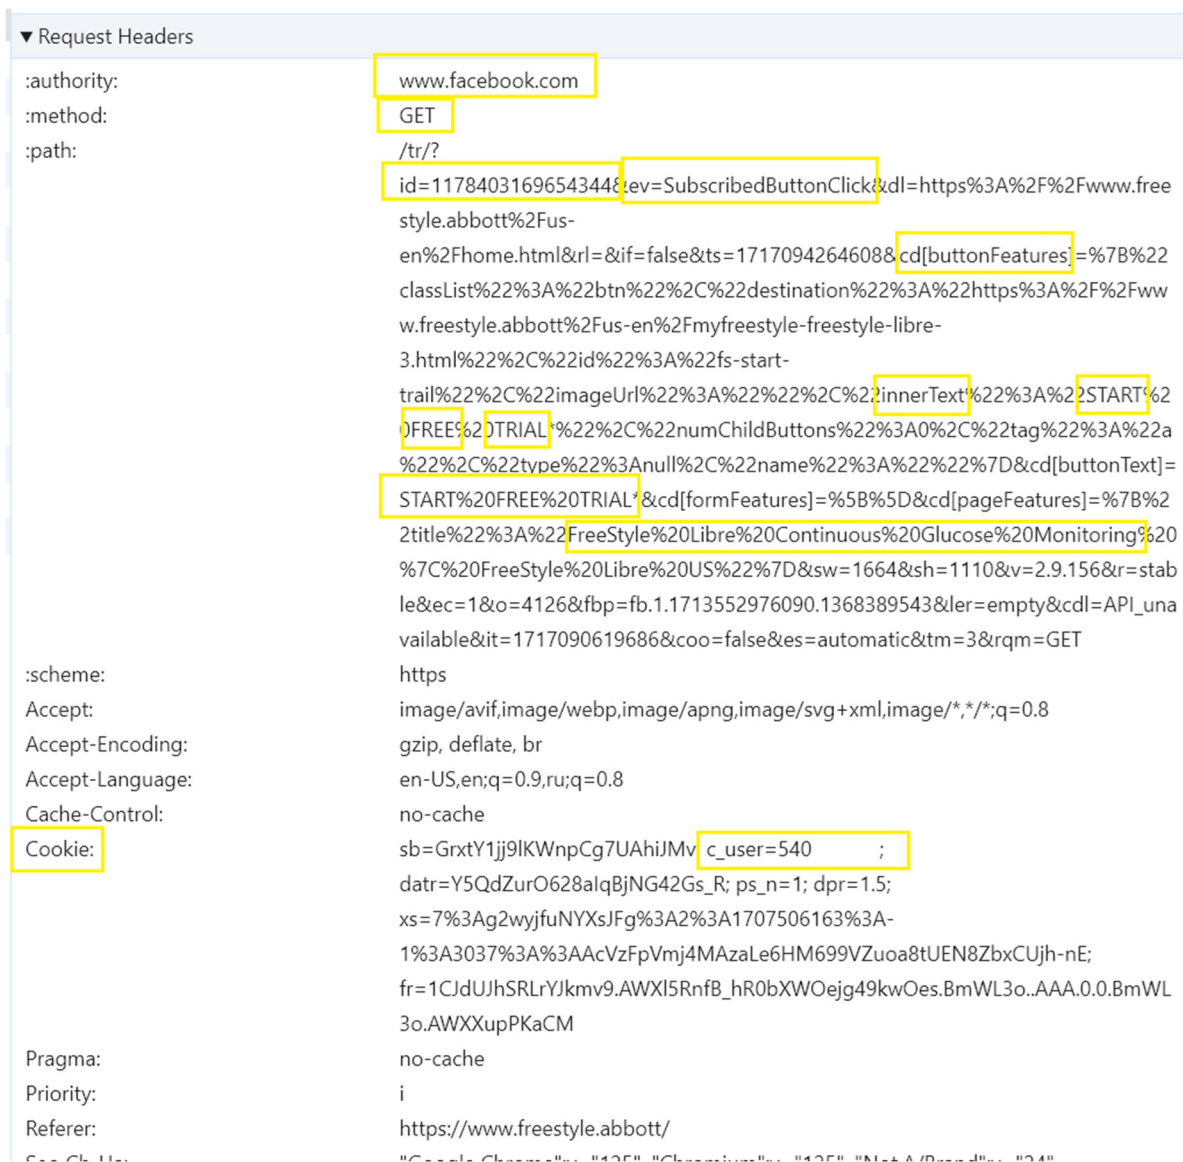 ▼ Request Headers
:authority: www.facebook.com
:method: GET
:path: /tr/?
id=1178403169654344&ev=SubscribedButtonClick&dl=https%3A%2F%2Fwww.free
style.abbott%2Fus-
en%2Fhome.html&rl=&if=false&ts=1717094264608&cd[buttonFeatures]=%7B%22
classList%22%3A%22btn%22%2C%22destination%22%3A%22https%3A%2F%2Fww
w.freestyle.abbott%2Fus-en%2Fmyfreestyle-freestyle-libre-
3.html%22%2C%22id%22%3A%22fs-start-
trail%22%2C%22imageUrl%22%3A%22%22%2C%22innerText%22%3A%22START%2
0FREE%20TRIAL*%22%2C%22numChildButtons%22%3A0%2C%22tag%22%3A%22a
%22%2C%22type%22%3Anull%2C%22name%22%3A%22%22%7D&cd[buttonText]=
START%20FREE%20TRIAL*&cd[formFeatures]=%5B%5D&cd[pageFeatures]=%7B%2
2title%22%3A%22FreeStyle%20Libre%20Continuous%20Glucose%20Monitoring%20
%7C%20FreeStyle%20Libre%20US%22%7D&sw=1664&sh=1110&v=2.9.156&r=stab
le&ec=1&o=4126&fbp=fb.1.1713552976090.1368389543&ler=empty&cdl=API_una
vailable&it=1717090619686&coo=false&es=automatic&tm=3&rqm=GET
:scheme: https
Accept: image/avif,image/webp,image/apng,image/svg+xml,image/*,*/*;q=0.8
Accept-Encoding: gzip, deflate, br
Accept-Language: en-US,en;q=0.9,ru;q=0.8
Cache-Control: no-cache
Cookie: sb=GrxtY1jj9lKWnpCg7UAhiJMv c_user=540 ;
datr=Y5QdZurO628aIqBjNG42Gs_R; ps_n=1; dpr=1.5;
xs=7%3Ag2wyjfuNYXsJFg%3A2%3A1707506163%3A-
1%3A3037%3A%3AAcVzFpVmj4MAzaLe6HM699VZuoa8tUEN8ZbxCUjh-nE;
fr=1CJdUJhSRLrYJkmv9.AWXl5RnfB_hR0bXWOejg49kwOes.BmWL3o..AAA.0.0.BmWL
3o.AWXXupPKaCM
Pragma: no-cache
Priority: i
Referer: https://www.freestyle.abbott/